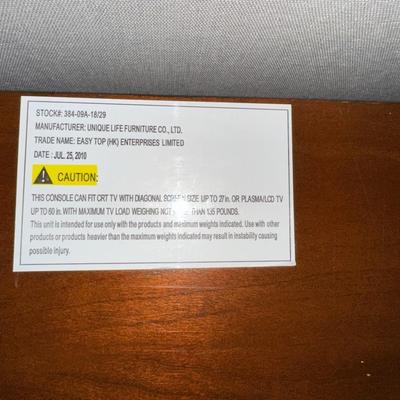 STOCK#: 384-09A-18/29
MANUFACTURER: UNIQUE LIFE FURNITURE CO., LTD.
TRADE NAME: EASY TOP (HK) ENTERPRISES LIMITED
DATE : JUL. 25, 2010
CAUTION:
THIS CONSOLE CAN FIT CRT TV WITH DIAGONAL SCREEN SIZE UP TO 27in. OR PLASMA/LCD TV
UP TO 60 in. WITH MAXIMUM TV LOAD WEIGHING NOT MORE THAN 135 POUNDS.
This unit is intended for use only with the products and maximum weights indicated. Use with other
products or products heavier than the maximum weights indicated may result in instability causing
possible injury.